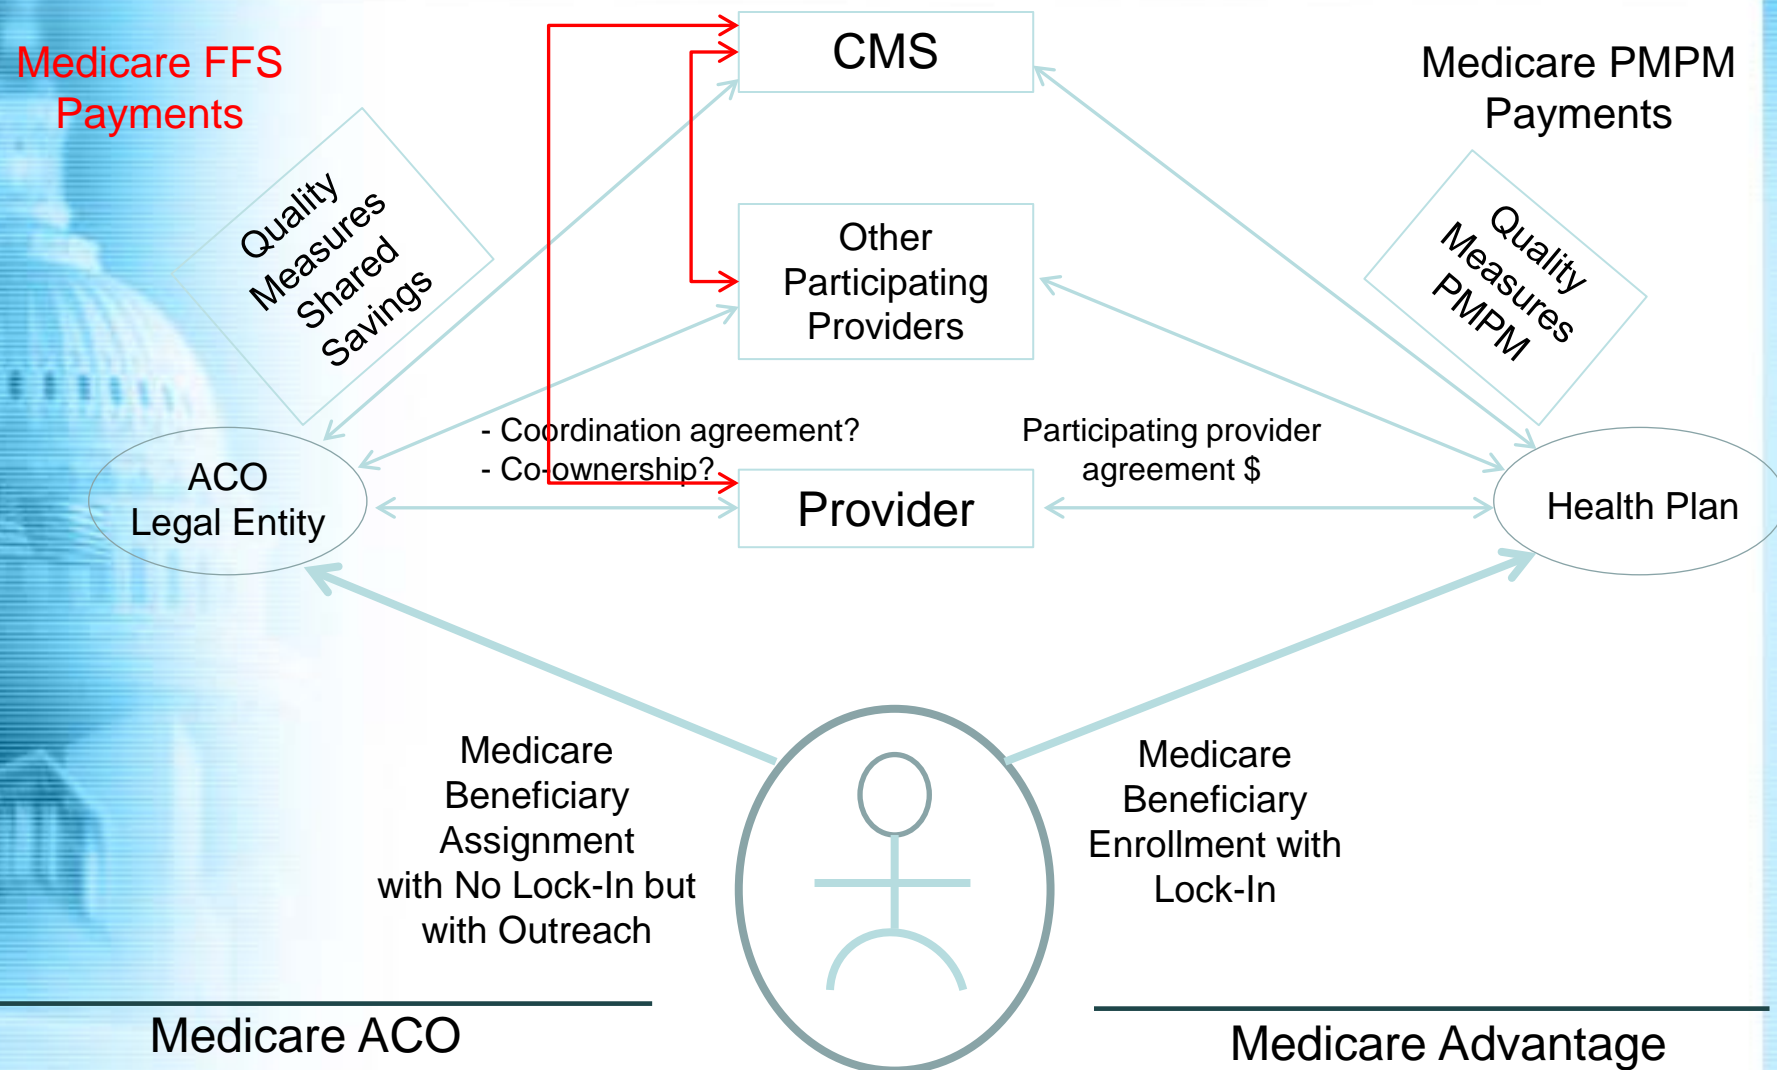 Medicare FFS
Payments
CMS
Medicare PMPM
Payments
Quality
Measures
Shared
Savings
Other
Participating
Providers
Quality
Measures
PMPM
- Coordination agreement?
- Co-ownership?
Participating provider
agreement $
ACO
Legal Entity
Provider
Health Plan
Medicare
Beneficiary
Assignment
with No Lock-In but
with Outreach
Medicare
Beneficiary
Enrollment with
Lock-In
Medicare ACO
Medicare Advantage